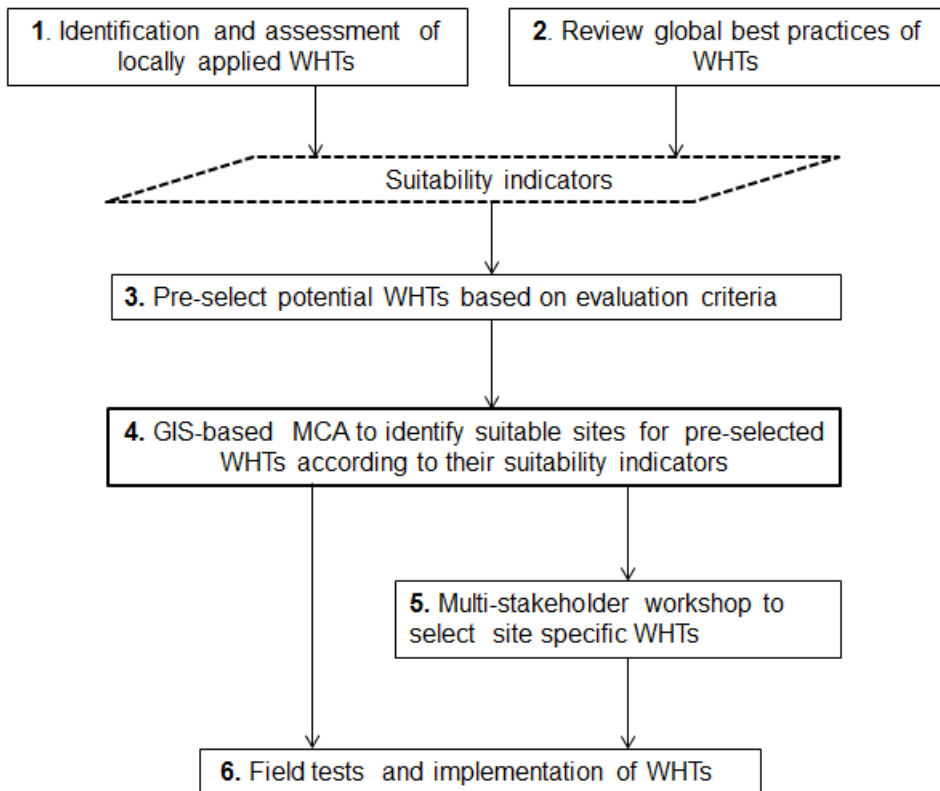 1. Identification and assessment of
locally applied WHTs
2. Review global best practices of
WHTs
Suitability indicators
3. Pre-select potential WHTs based on evaluation criteria
4. GIS-based MCA to identify suitable sites for pre-selected
WHTs according to their suitability indicators
5. Multi-stakeholder workshop to
select site specific WHTs
6. Field tests and implementation of WHTs